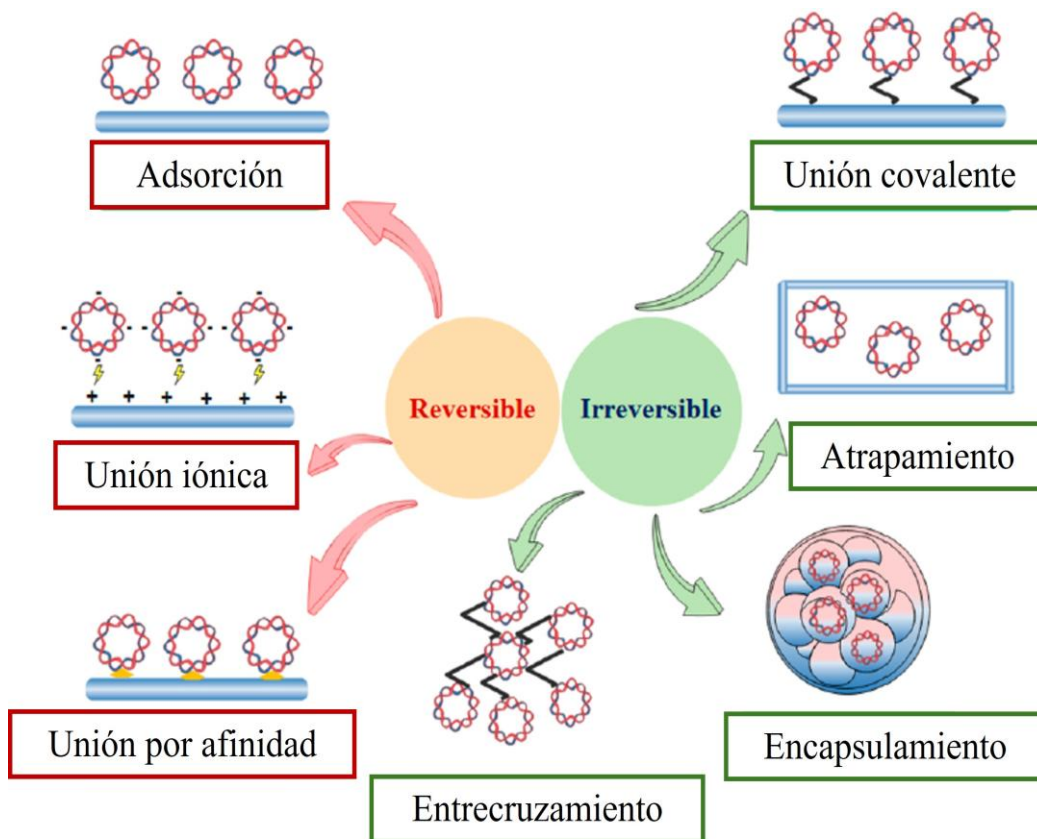 Adsorción
Unión covalente
Unión iónica
Reversible
Irreversible
Atrapamiento
Unión por afinidad
Entrecruzamiento
Encapsulamiento
- - - - - - - - -
+ + + + + +